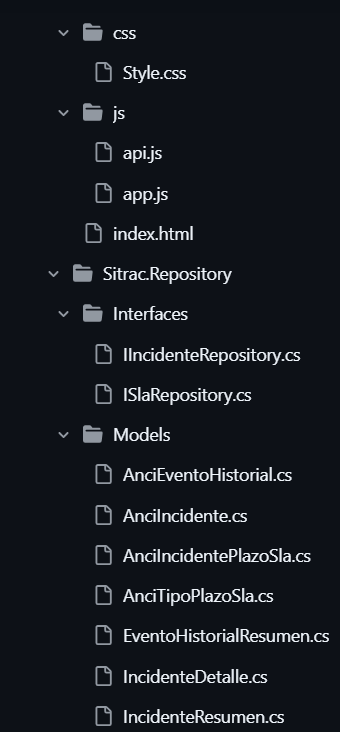 css
Style.css
js
api.js
app.js
index.html
Sitrac.Repository
Interfaces
IIncidenteRepository.cs
ISlaRepository.cs
Models
AnciEventoHistorial.cs
AnciIncidente.cs
AnciIncidentePlazoSla.cs
AnciTipoPlazoSla.cs
EventoHistorialResumen.cs
IncidenteDetalle.cs
IncidenteResumen.cs